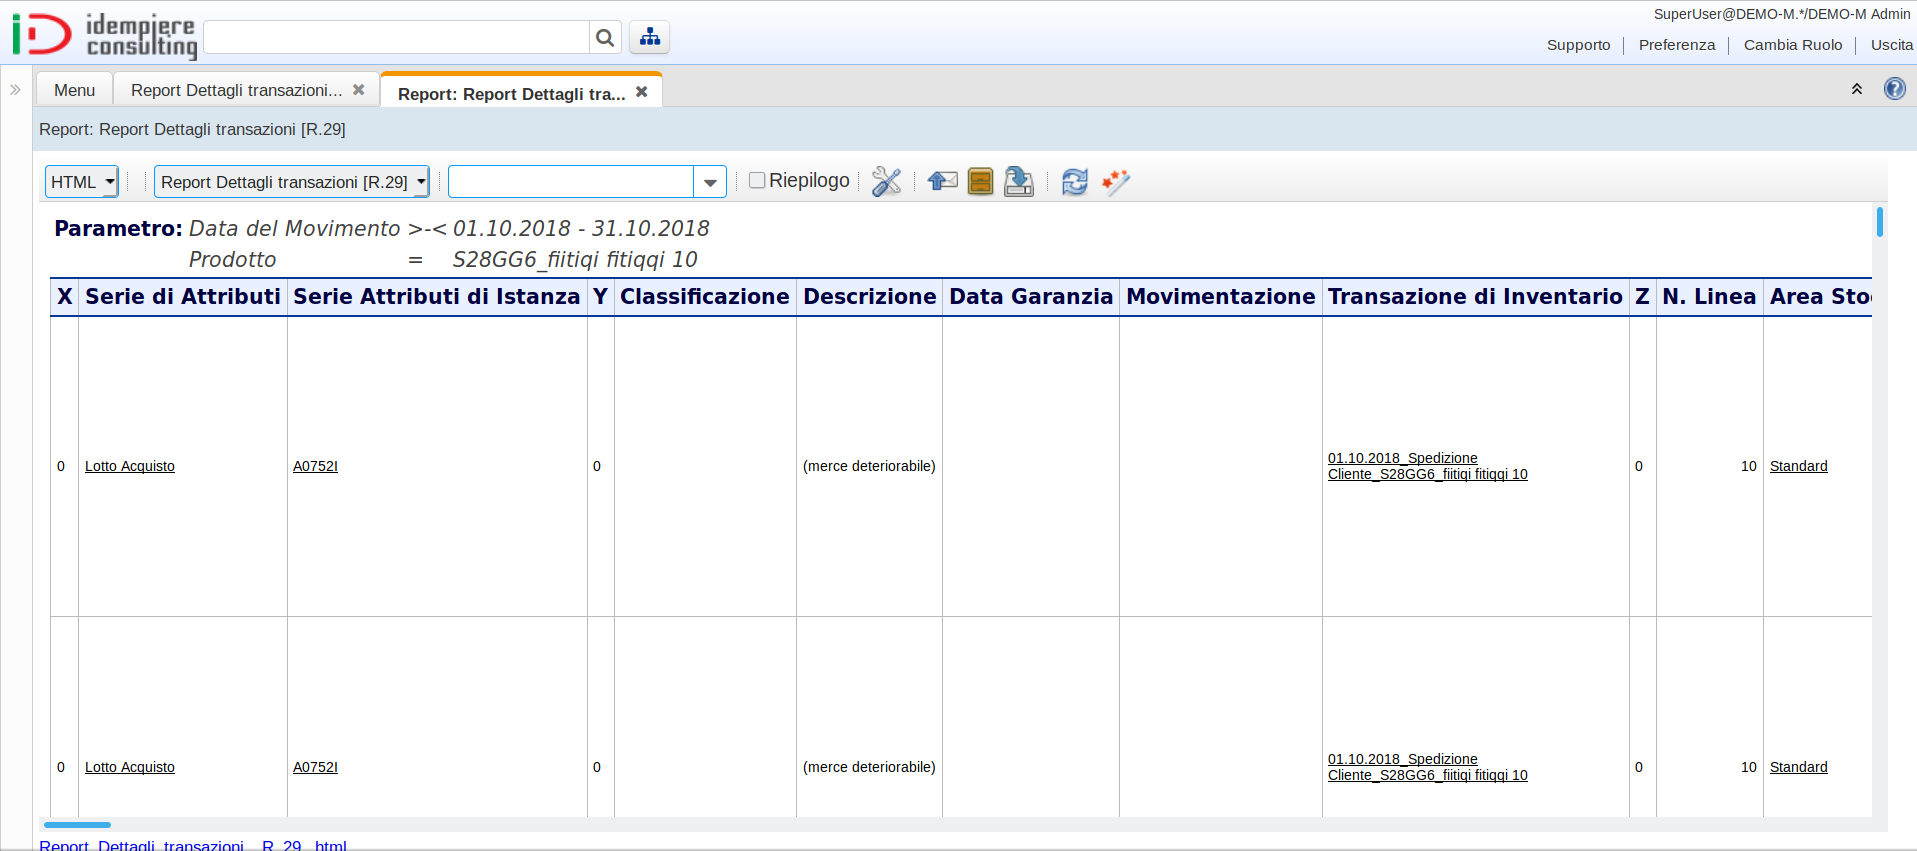 idempiere
consulting
SuperUser@DEMO-M.*/DEMO-M Admin
Supporto Preferenza Cambia Ruolo Uscita
Menu Report Dettagli transazioni... Report: Report Dettagli tra...
Report: Report Dettagli transazioni [R.29]
HTML Report Dettagli transazioni [R.29] Riepilogo
Parametro: Data del Movimento >-< 01.10.2018 - 31.10.2018
Prodotto = S28GG6_fiitiqi fitiqqi 10
X Serie di Attributi Serie Attributi di Istanza Y Classificazione Descrizione Data Garanzia Movimentazione Transazione di Inventario Z N. Linea Area Sto
0 Lotto Acquisto A0752I 0 (merce deteriorabile) 01.10.2018_Spedizione
Cliente_S28GG6_fiitiqi fitiqqi 10 0 10 Standard
0 Lotto Acquisto A0752I 0 (merce deteriorabile) 01.10.2018_Spedizione
Cliente_S28GG6_fiitiqi fitiqqi 10 0 10 Standard
Report_Dettagli_transazioni__R_29_.html